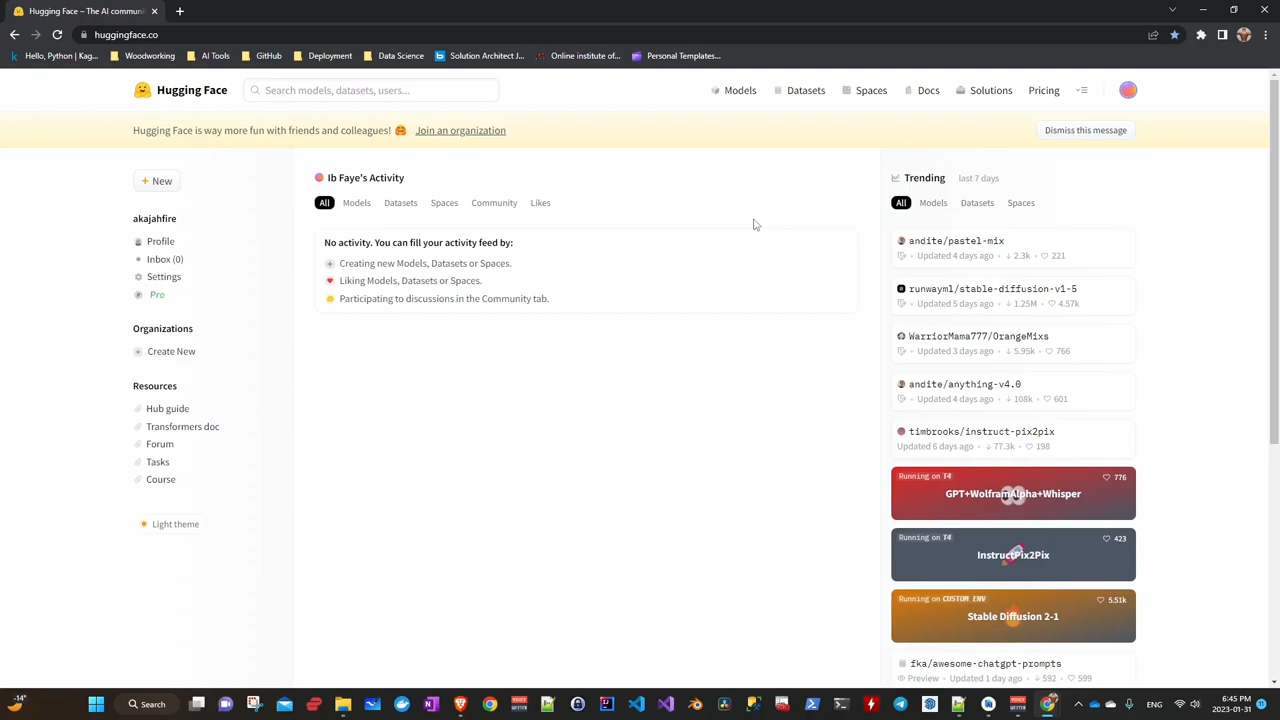 Hugging Face – The AI communi
huggingface.co
Hello, Python | Kag...
Woodworking
AI Tools
GitHub
Deployment
Data Science
Solution Architect J...
Online institute of...
Personal Templates...
Hugging Face
Search models, datasets, users...
Models
Datasets
Spaces
Docs
Solutions
Pricing
Hugging Face is way more fun with friends and colleagues! 🤗 Join an organization
Dismiss this message
+ New
akajahfire
Profile
Inbox (0)
Settings
Pro
Organizations
Create New
Resources
Hub guide
Transformers doc
Forum
Tasks
Course
Light theme
Ib Faye's Activity
All Models Datasets Spaces Community Likes
No activity. You can fill your activity feed by:
Creating new Models, Datasets or Spaces.
Liking Models, Datasets or Spaces.
Participating to discussions in the Community tab.
Trending last 7 days
All Models Datasets Spaces
andite/pastel-mix
• Updated 4 days ago • ↓ 2.3k • ♡ 221
runwayml/stable-diffusion-v1-5
• Updated 5 days ago • ↓ 1.25M • ♡ 4.57k
WarriorMama777/OrangeMixs
• Updated 3 days ago • ↓ 5.95k • ♡ 766
andite/anything-v4.0
• Updated 4 days ago • ↓ 108k • ♡ 601
timbrooks/instruct-pix2pix
Updated 6 days ago • ↓ 77.3k • ♡ 198
Running on T4 ♡ 776
GPT+WolframAlpha+Whisper
Running on T4 ♡ 423
InstructPix2Pix
Running on CUSTOM ENV ♡ 5.51k
Stable Diffusion 2-1
fka/awesome-chatgpt-prompts
Preview • Updated 1 day ago • ↓ 592 • ♡ 599
-14°
Search
ENG
6:45 PM
2023-01-31